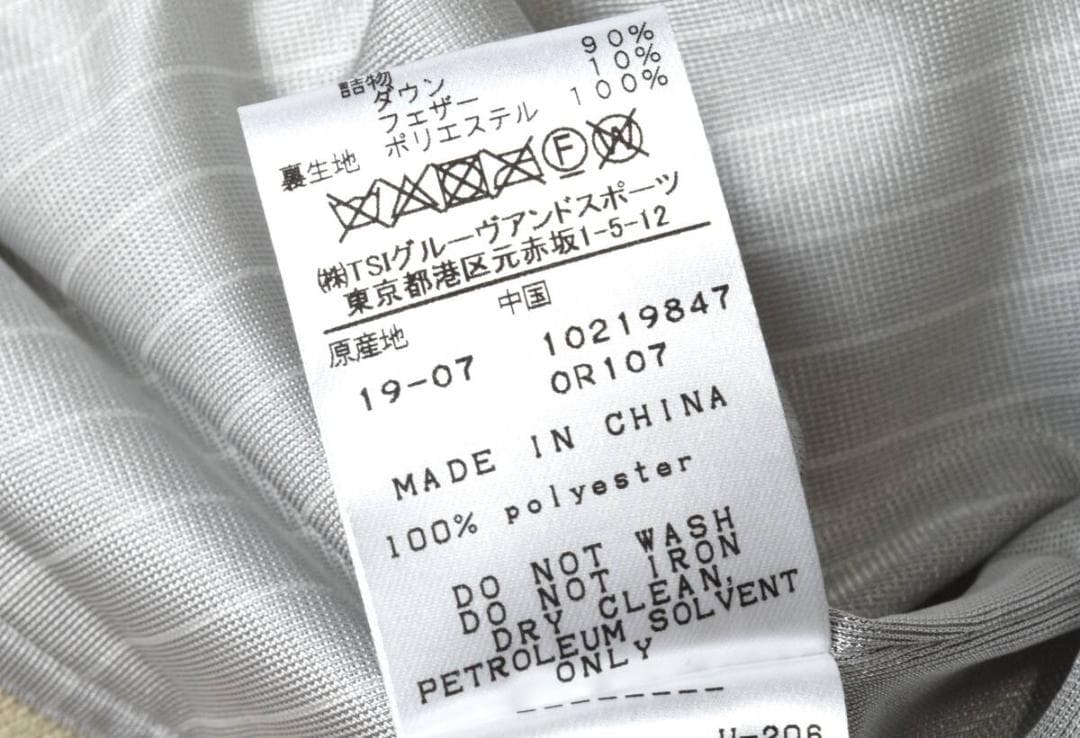 詰物
ダウン 90%
フェザー 10%
裏生地 ポリエステル 100%
F W
㈱TSIグルーヴアンドスポーツ
東京都港区元赤坂1-5-12
原産地 中国
19-07 10219847
OR107
MADE IN CHINA
100% polyester
DO NOT WASH
DO NOT IRON
DRY CLEAN,
PETROLEUM SOLVENT
ONLY
-------
U-206